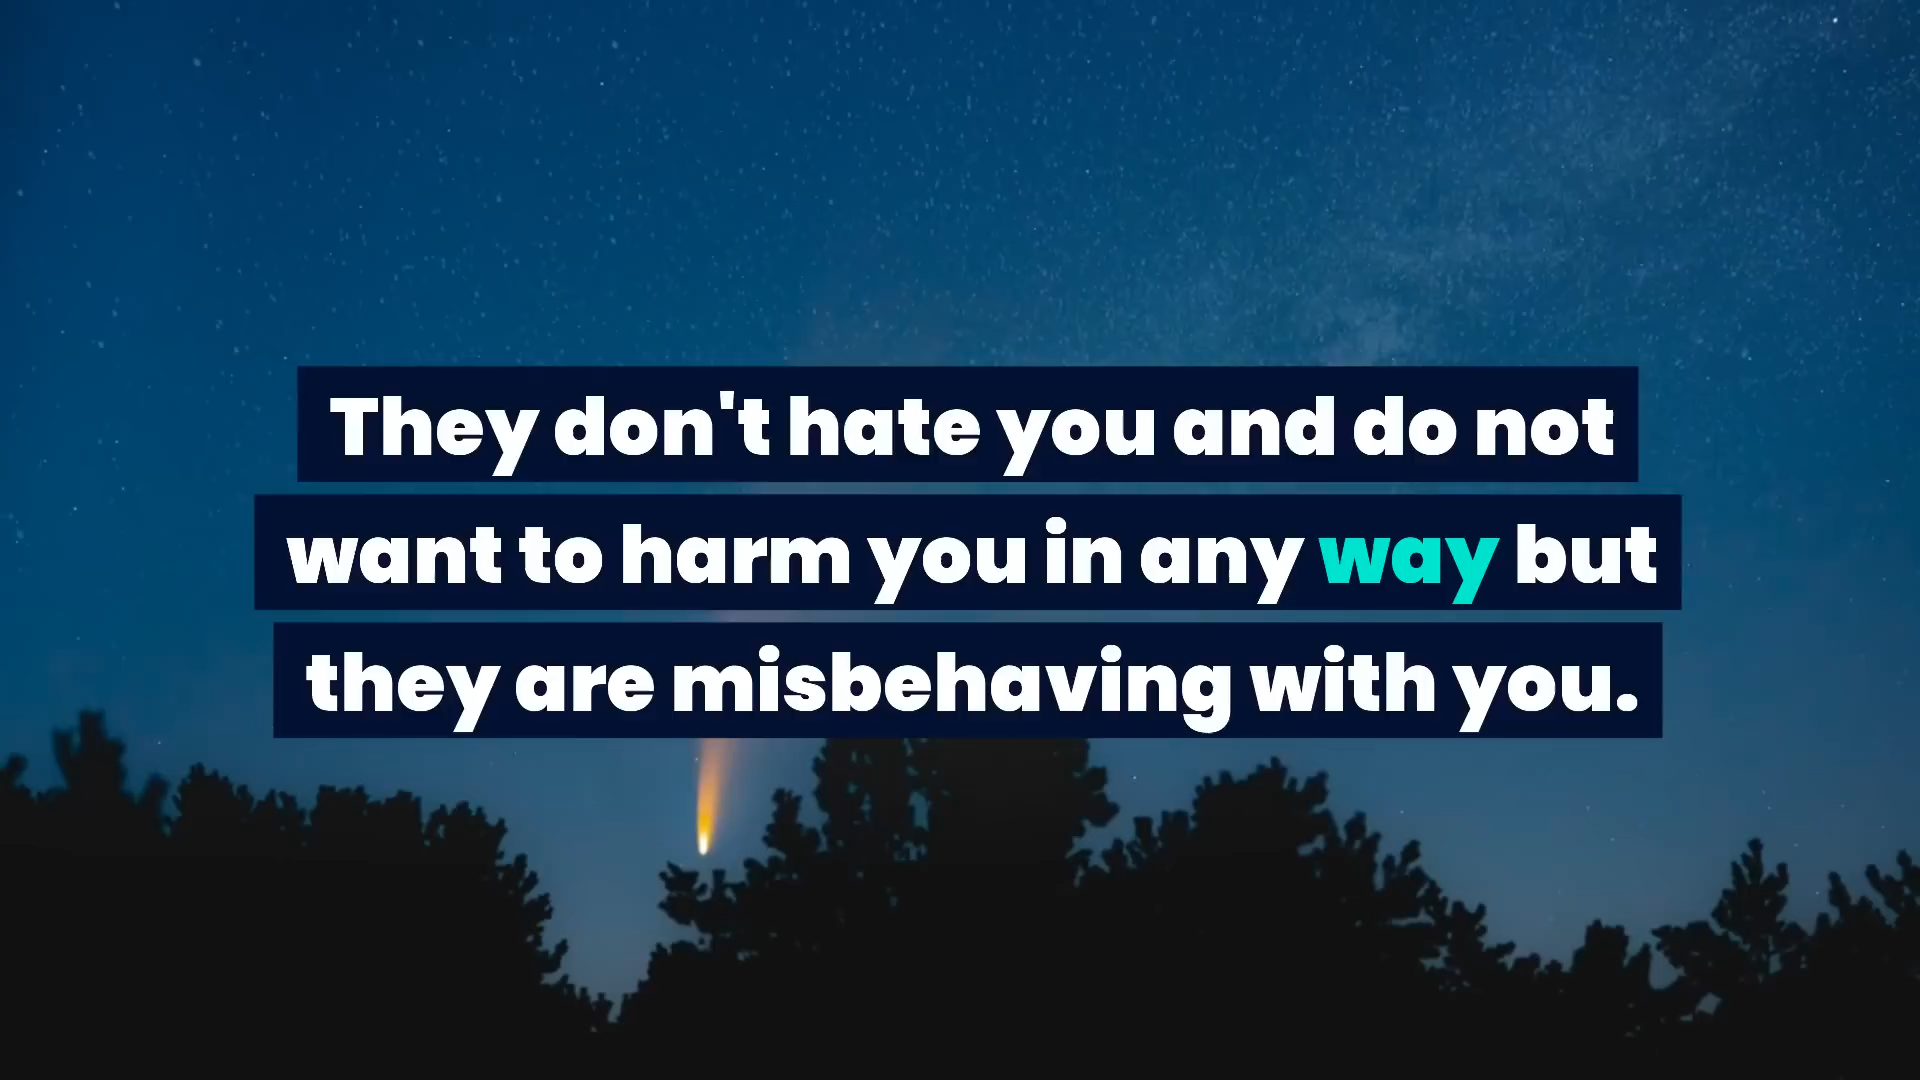 They don't hate you and do not
want to harm you in any way but
they are misbehaving with you.